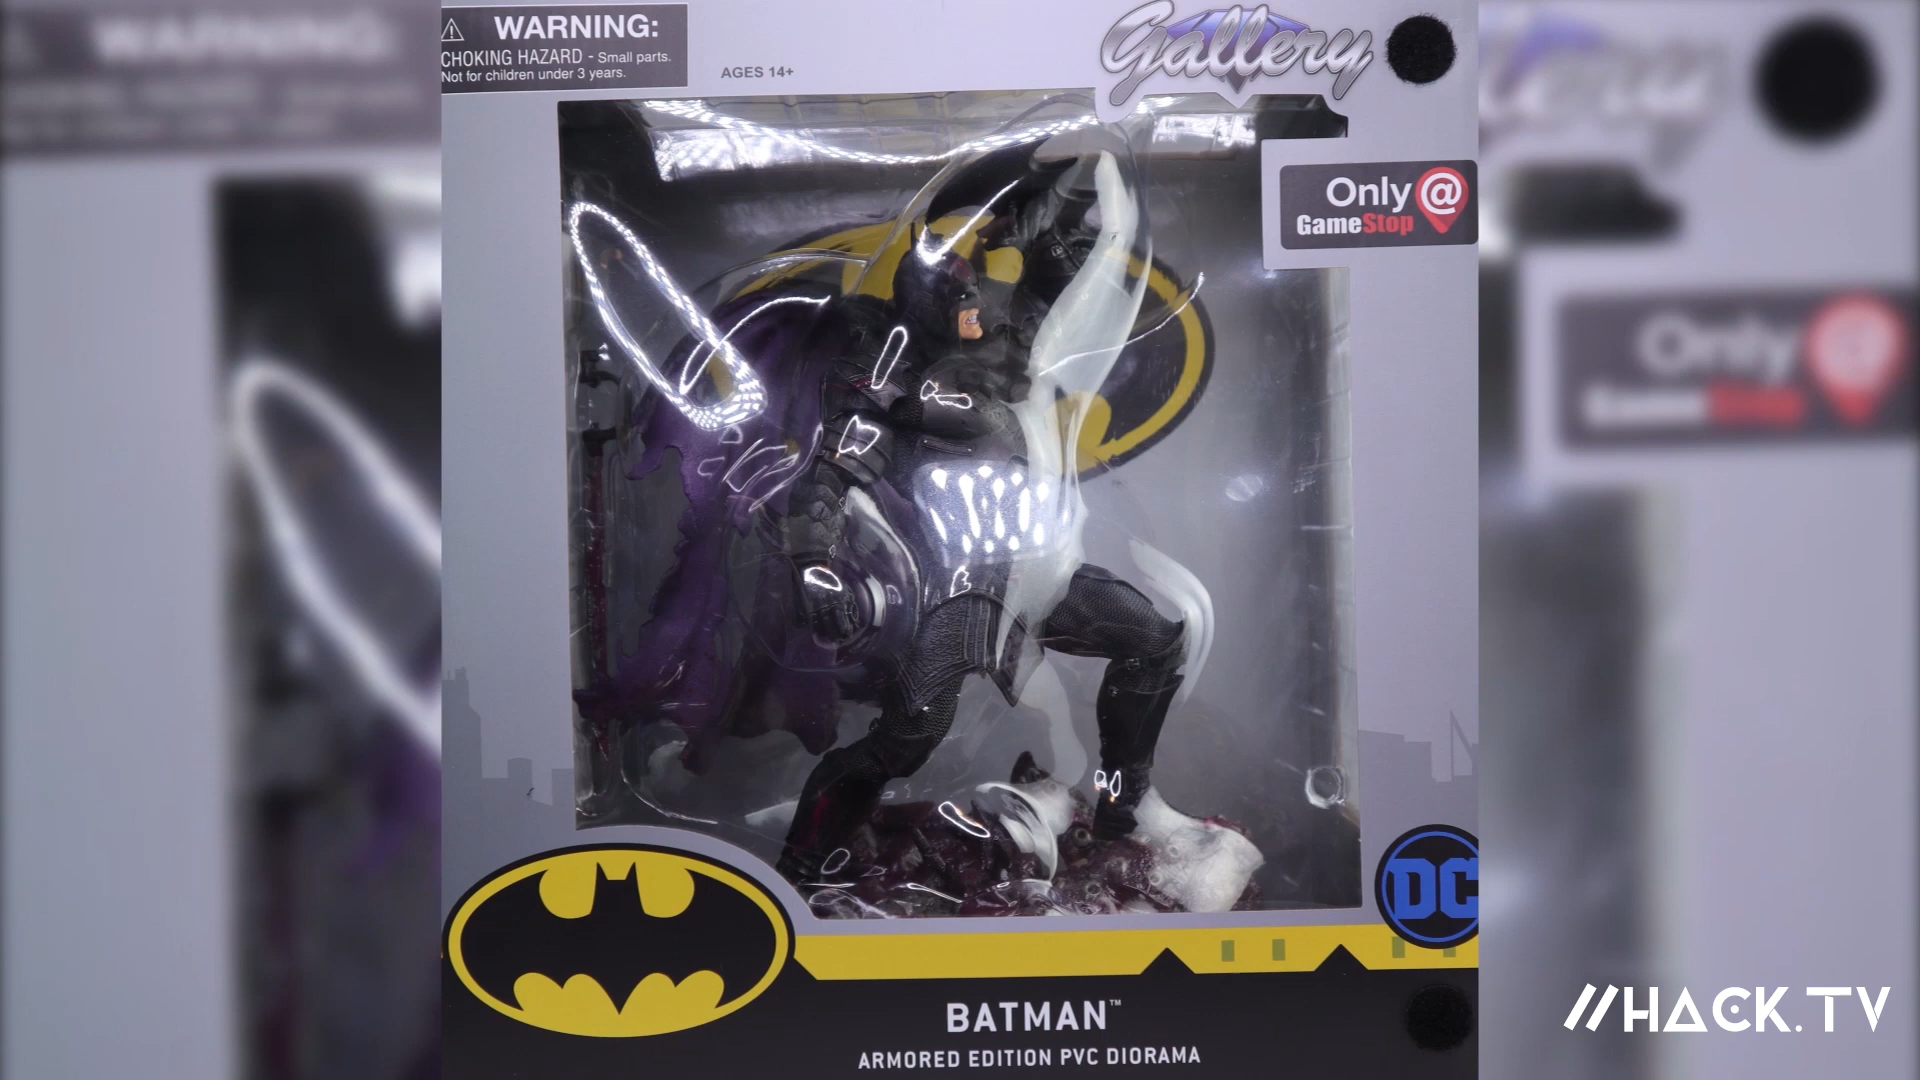 WARNING:
CHOKING HAZARD - Small parts.
Not for children under 3 years.
AGES 14+
Gallery
Only @
GameStop
DC
BATMAN™
ARMORED EDITION PVC DIORAMA
//HACK.TV